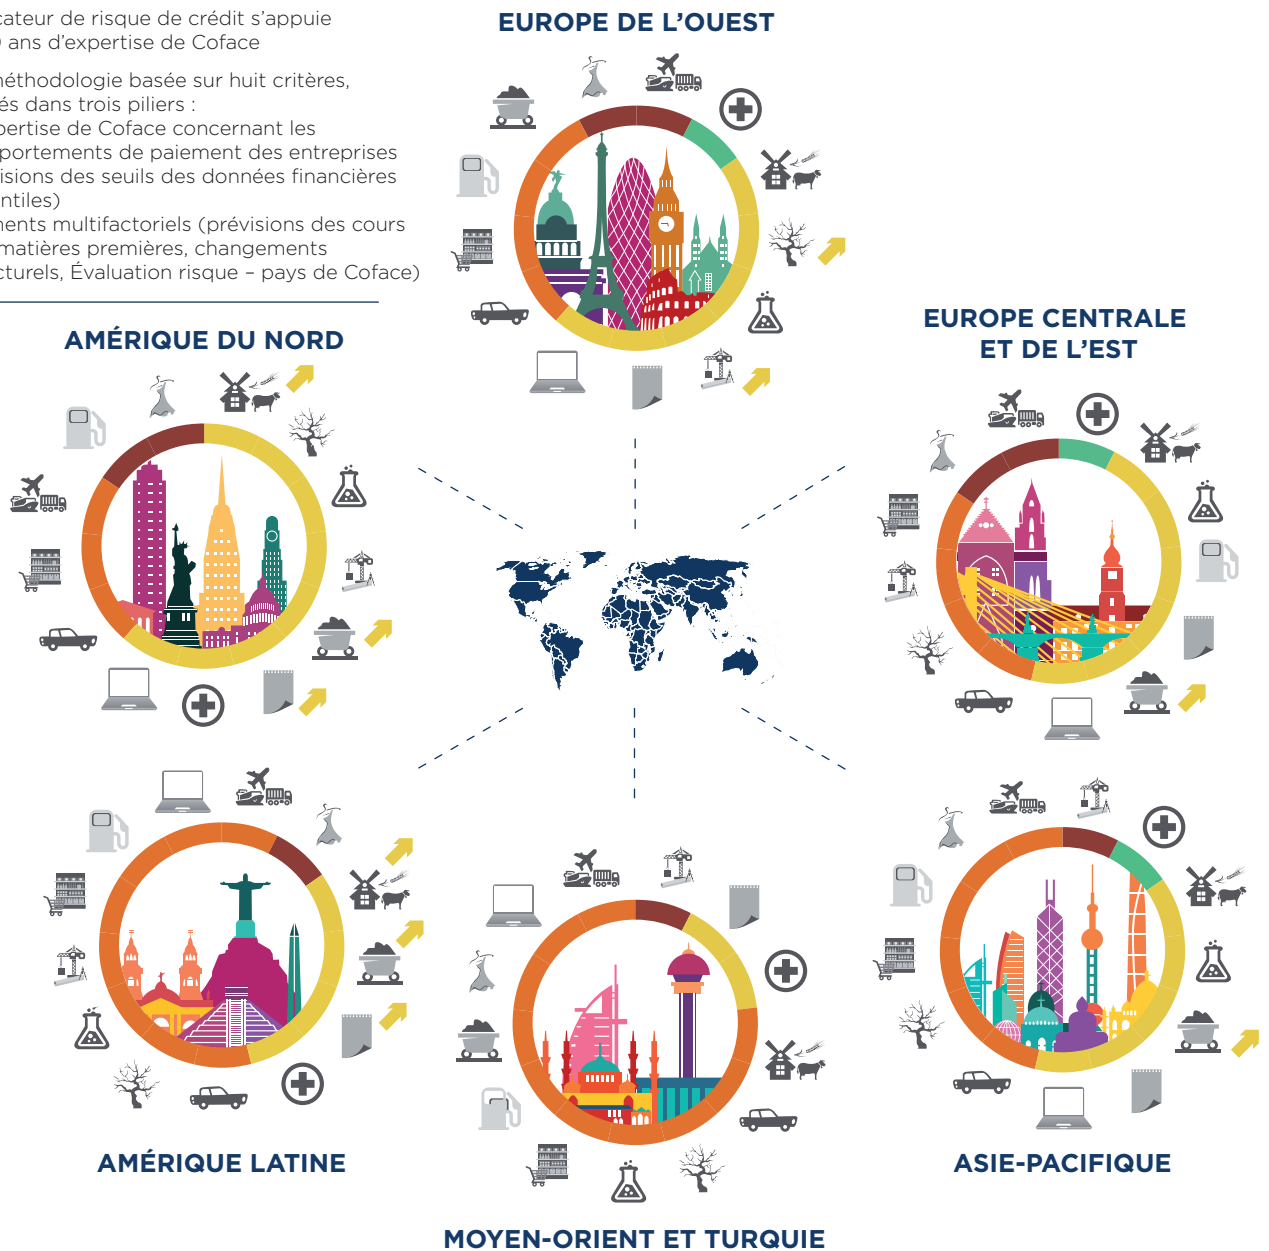 cateur de risque de crédit s’appuie
ans d’expertise de Coface
méthodologie basée sur huit critères,
és dans trois piliers :
pertise de Coface concernant les
portements de paiement des entreprises
isions des seuils des données financières
ntiles)
ments multifactoriels (prévisions des cours
matières premières, changements
cturels, Évaluation risque – pays de Coface)
EUROPE DE L’OUEST
AMÉRIQUE DU NORD
EUROPE CENTRALE
ET DE L’EST
AMÉRIQUE LATINE
MOYEN-ORIENT ET TURQUIE
ASIE-PACIFIQUE